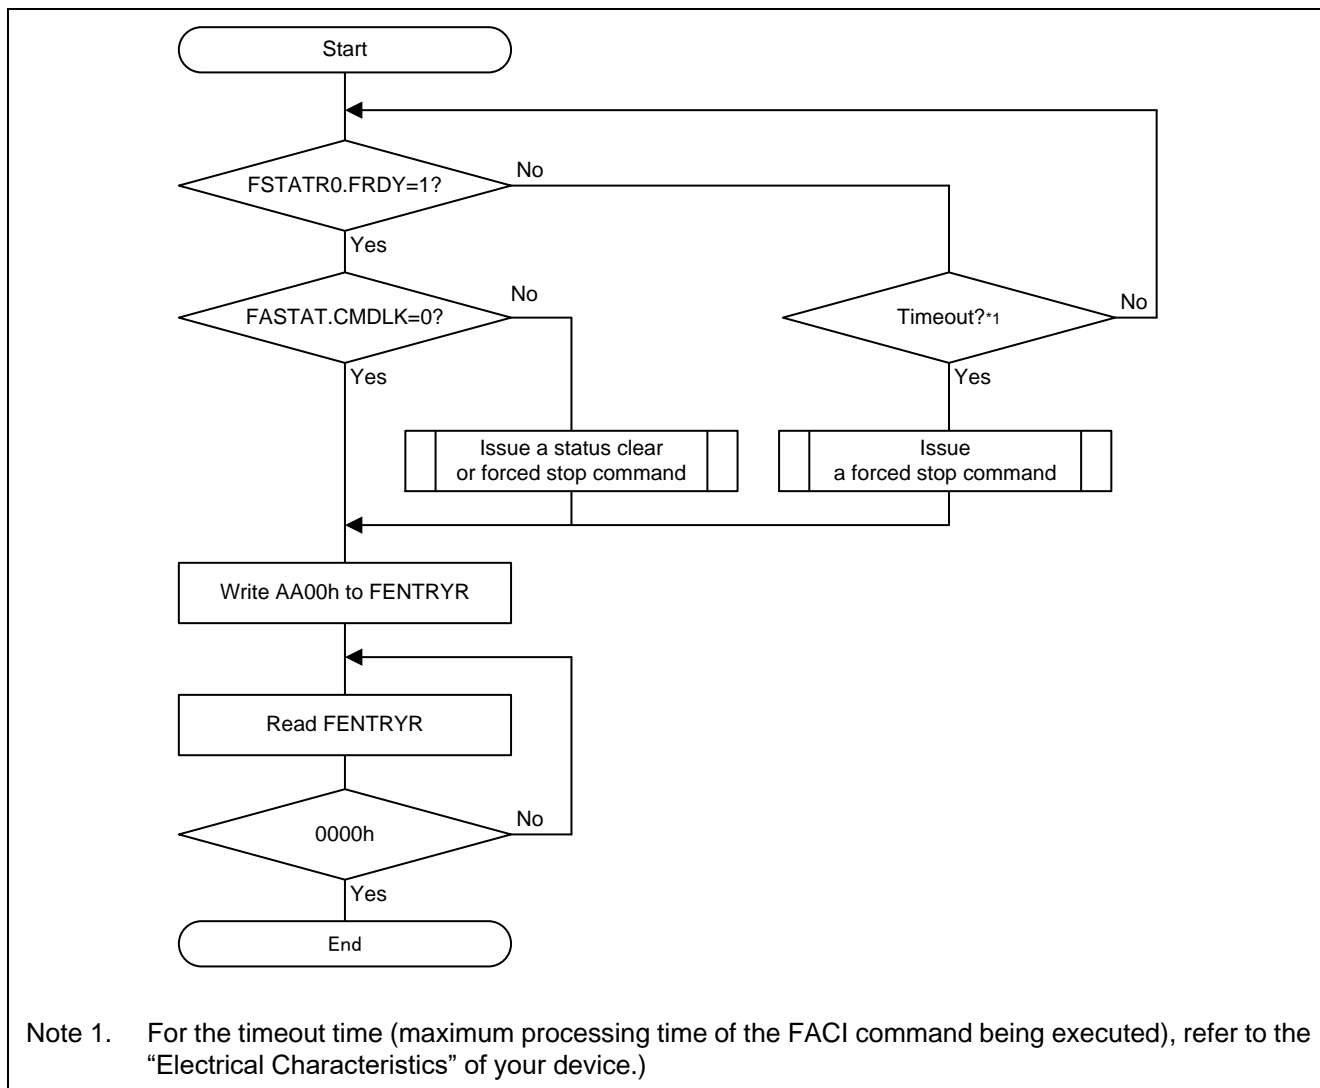 Start
FSTATR0.FRDY=1?
No
Yes
FASTAT.CMDLK=0?
No
Yes
Timeout?*1
No
Yes
Issue a status clear
or forced stop command
Issue
a forced stop command
Write AA00h to FENTRYR
Read FENTRYR
0000h
No
Yes
End
Note 1. For the timeout time (maximum processing time of the FACI command being executed), refer to the
“Electrical Characteristics” of your device.)